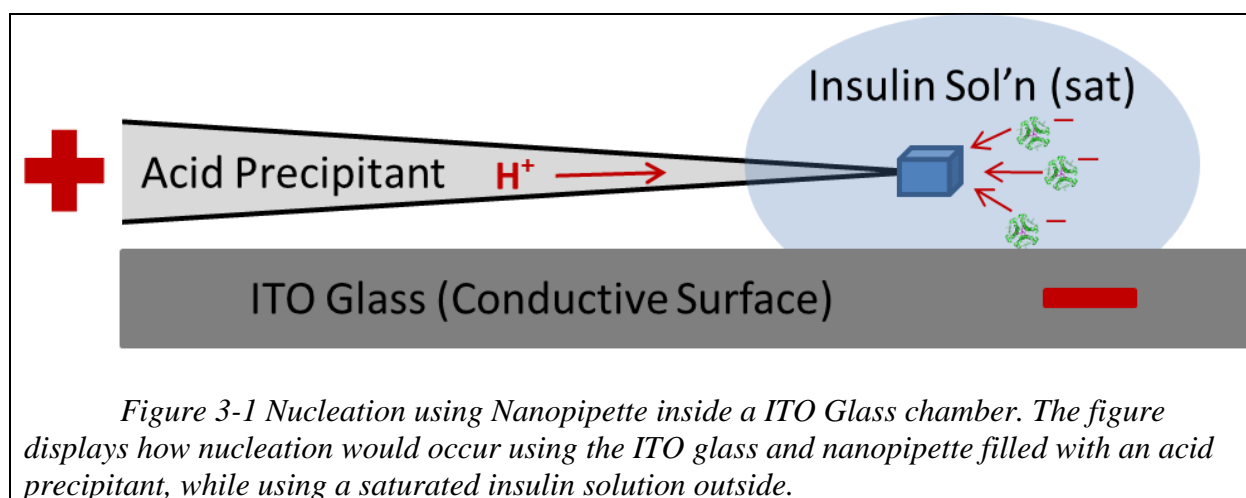 Insulin Sol’n (sat)
Acid Precipitant H⁺
ITO Glass (Conductive Surface)
Figure 3-1 Nucleation using Nanopipette inside a ITO Glass chamber. The figure
displays how nucleation would occur using the ITO glass and nanopipette filled with an acid
precipitant, while using a saturated insulin solution outside.